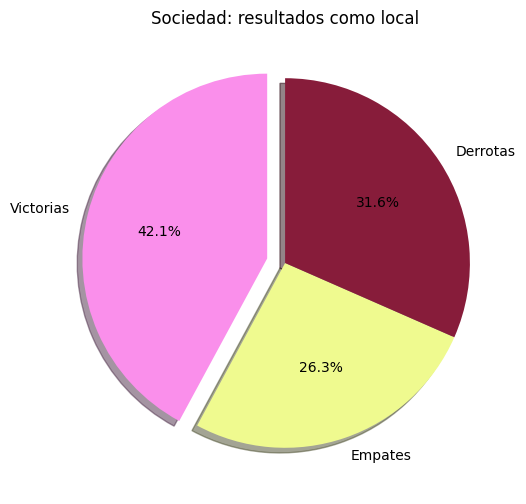 Sociedad: resultados como local
Derrotas
31.6%
Victorias
42.1%
26.3%
Empates